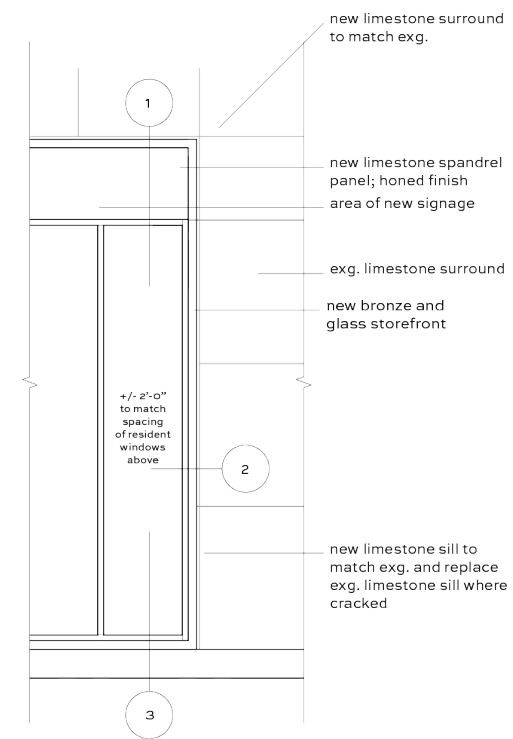 new limestone surround
to match exg.
1
new limestone spandrel
panel; honed finish
area of new signage
exg. limestone surround
new bronze and
glass storefront
+/- 2'-0"
to match
spacing
of resident
windows
above
2
new limestone sill to
match exg. and replace
exg. limestone sill where
cracked
3